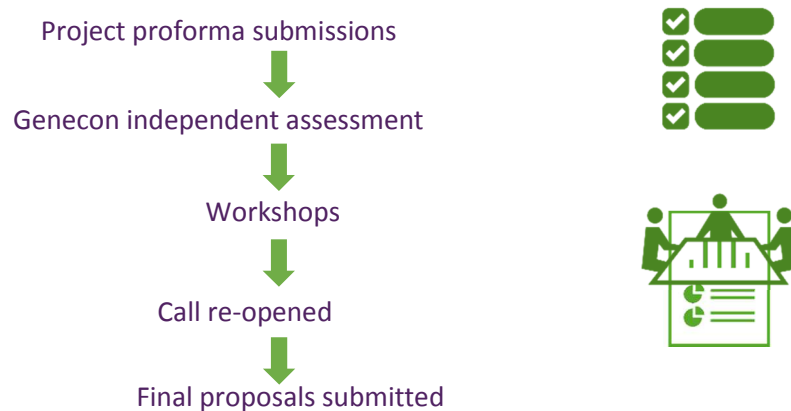 Project proforma submissions
Genecon independent assessment
Workshops
Call re-opened
Final proposals submitted